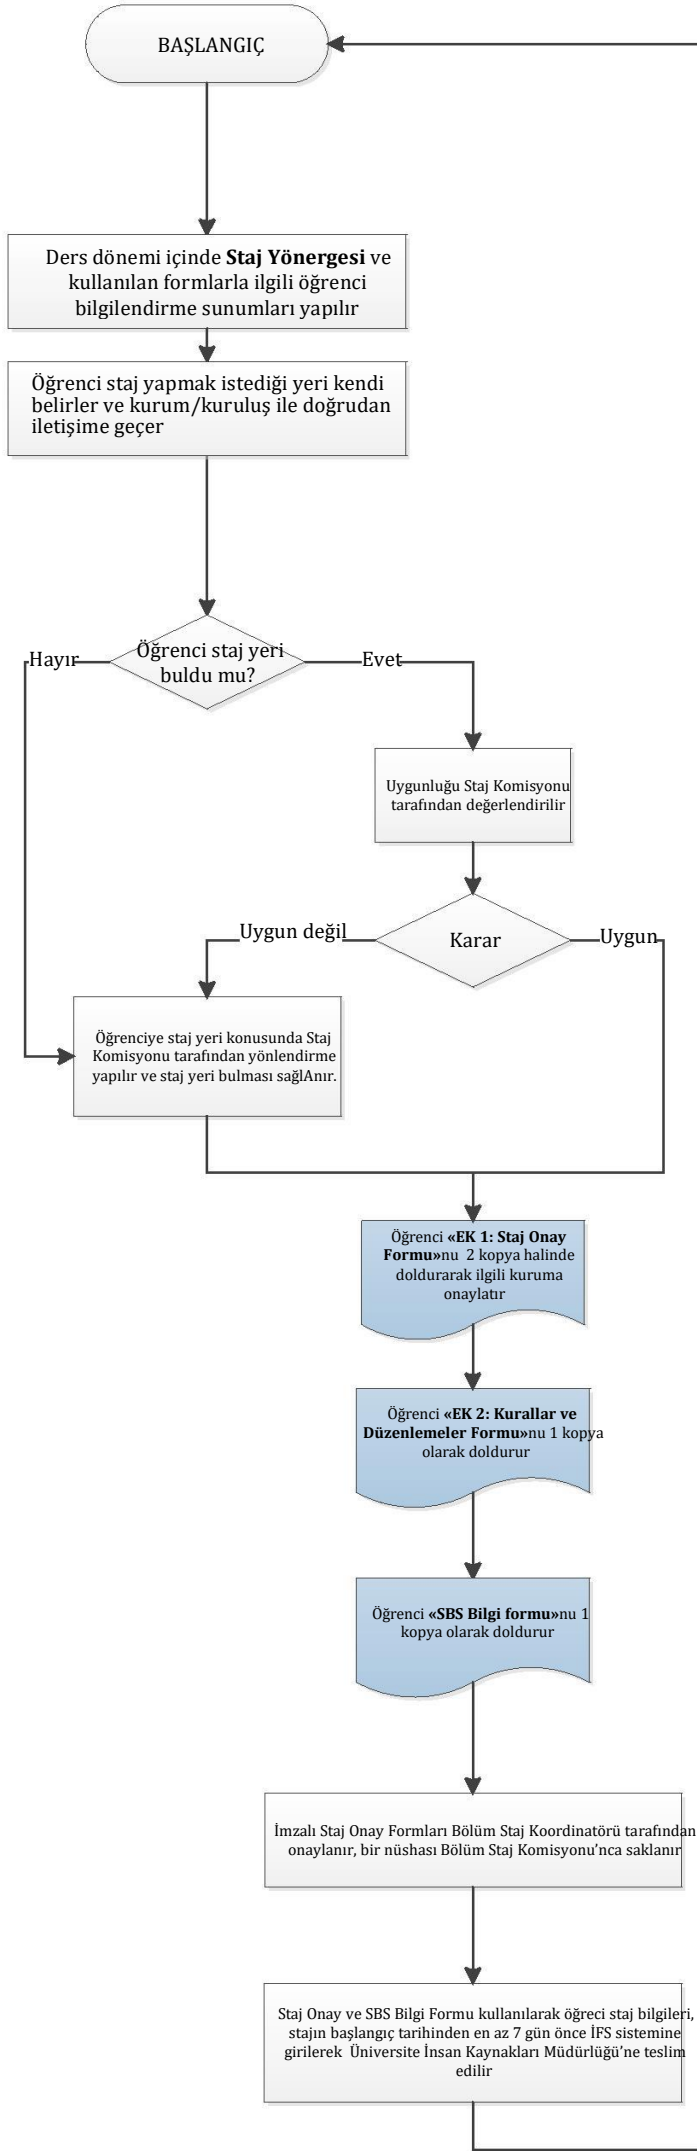 BAŞLANGIÇ
Ders dönemi içinde Staj Yönergesi ve
kullanılan formlarla ilgili öğrenci
bilgilendirme sunumları yapılır
Öğrenci staj yapmak istediği yeri kendi
belirler ve kurum/kuruluş ile doğrudan
iletişime geçer
Öğrenci staj yeri
buldu mu?
Hayır
Evet
Uygunluğu Staj Komisyonu
tarafından değerlendirilir
Karar
Uygun değil
Uygun
Öğrenciye staj yeri konusunda Staj
Komisyonu tarafından yönlendirme
yapılır ve staj yeri bulması sağlAnır.
Öğrenci «EK 1: Staj Onay
Formu»nu 2 kopya halinde
doldurarak ilgili kuruma
onaylatır
Öğrenci «EK 2: Kurallar ve
Düzenlemeler Formu»nu 1 kopya
olarak doldurur
Öğrenci «SBS Bilgi formu»nu 1
kopya olarak doldurur
İmzalı Staj Onay Formları Bölüm Staj Koordinatörü tarafından
onaylanır, bir nüshası Bölüm Staj Komisyonu’nca saklanır
Staj Onay ve SBS Bilgi Formu kullanılarak öğreci staj bilgileri,
stajın başlangıç tarihinden en az 7 gün önce İFS sistemine
girilerek Üniversite İnsan Kaynakları Müdürlüğü’ne teslim
edilir